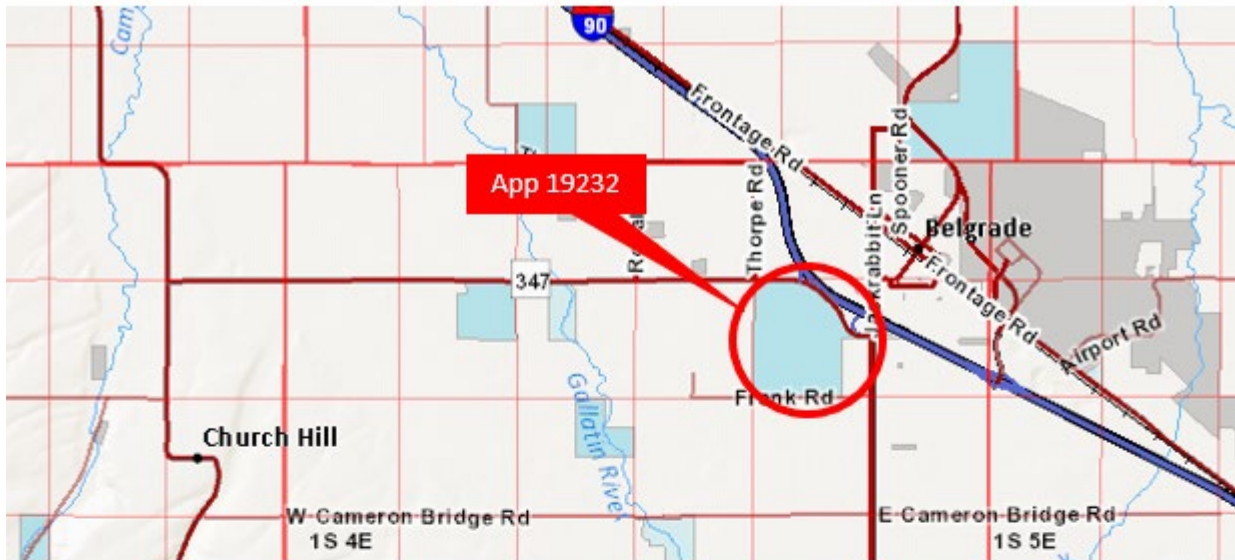 Cam
90
Frontage Rd
Spooner Rd
App 19232
Thorpe Rd
Belgrade
347
Frontage Rd
Airport Rd
Frank Rd
Gallatin River
Church Hill
W Cameron Bridge Rd
1S 4E
E Cameron Bridge Rd
1S 5E